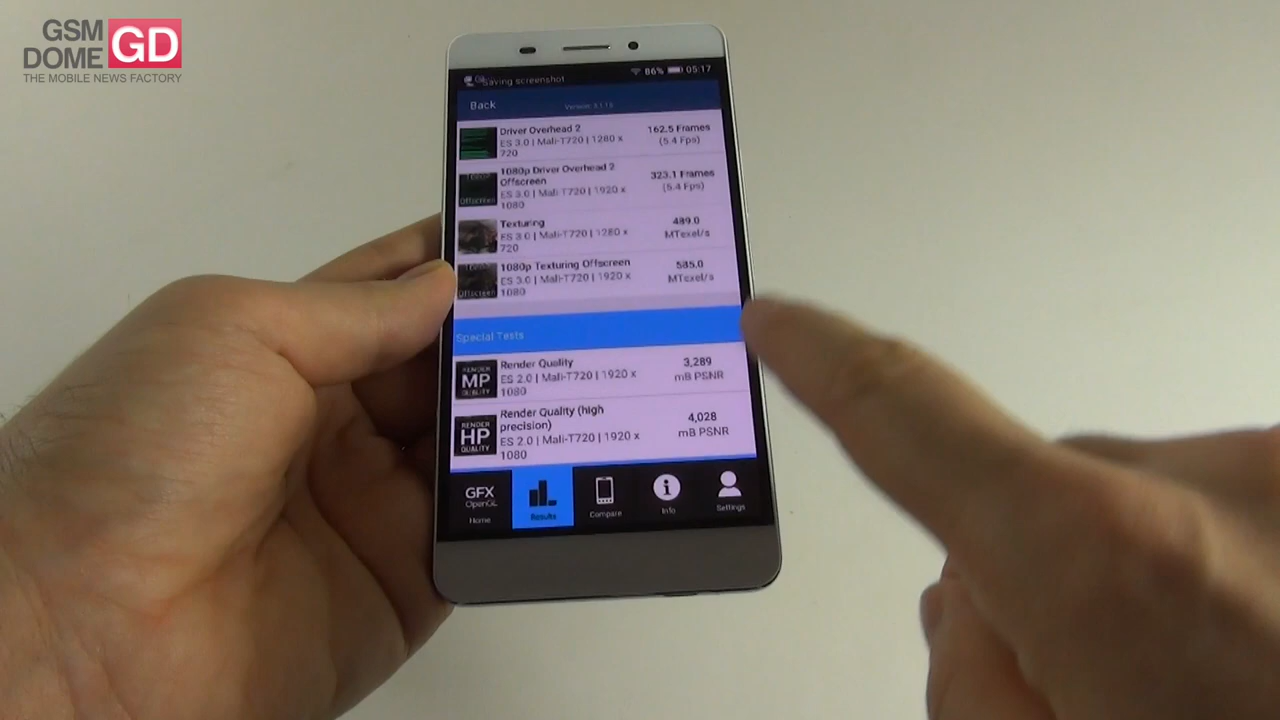 GSM
DOME GD
THE MOBILE NEWS FACTORY
Saving screenshot 86% 05:17
Back
Driver Overhead 2 162.5 Frames
ES 3.0 | Mali-T720 | 1280 x (5.4 Fps)
720
1080p Driver Overhead 2 323.1 Frames
Offscreen (5.4 Fps)
ES 3.0 | Mali-T720 | 1920 x
1080
Offscreen
Texturing 489.0
ES 3.0 | Mali-T720 | 1280 x MTexel/s
720
1080p Texturing Offscreen 585.0
ES 3.0 | Mali-T720 | 1920 x MTexel/s
1080
Offscreen
Special Tests
Render Quality 3,289
ES 2.0 | Mali-T720 | 1920 x mB PSNR
1080
RENDER
MP
QUALITY
Render Quality (high 4,028
precision) mB PSNR
ES 2.0 | Mali-T720 | 1920 x
1080
RENDER
HP
QUALITY
GFX
OpenGL
Home Results Compare Info Settings